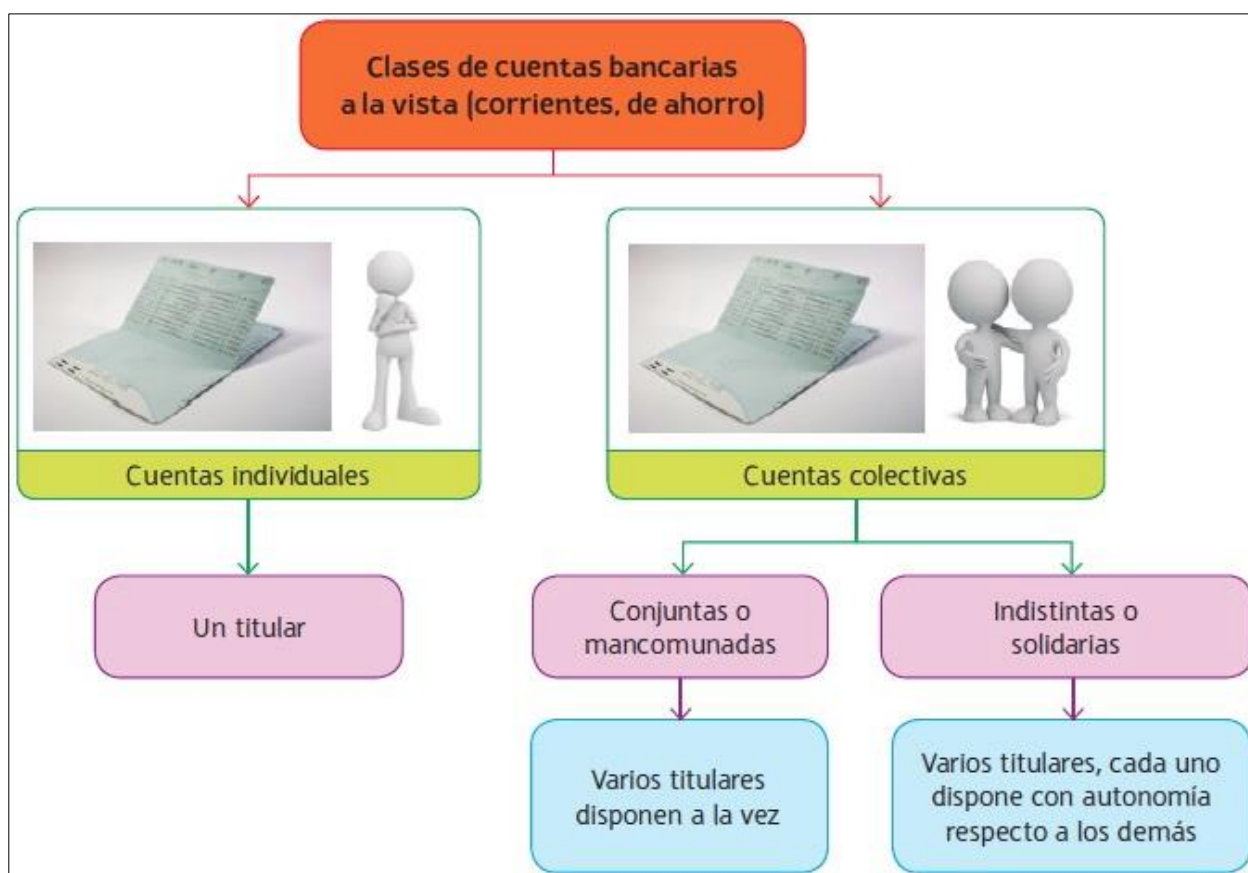 Clases de cuentas bancarias
a la vista (corrientes, de ahorro)
Cuentas individuales
Cuentas colectivas
Un titular
Conjuntas o
mancomunadas
Indistintas o
solidarias
Varios titulares
disponen a la vez
Varios titulares, cada uno
dispone con autonomía
respecto a los demás